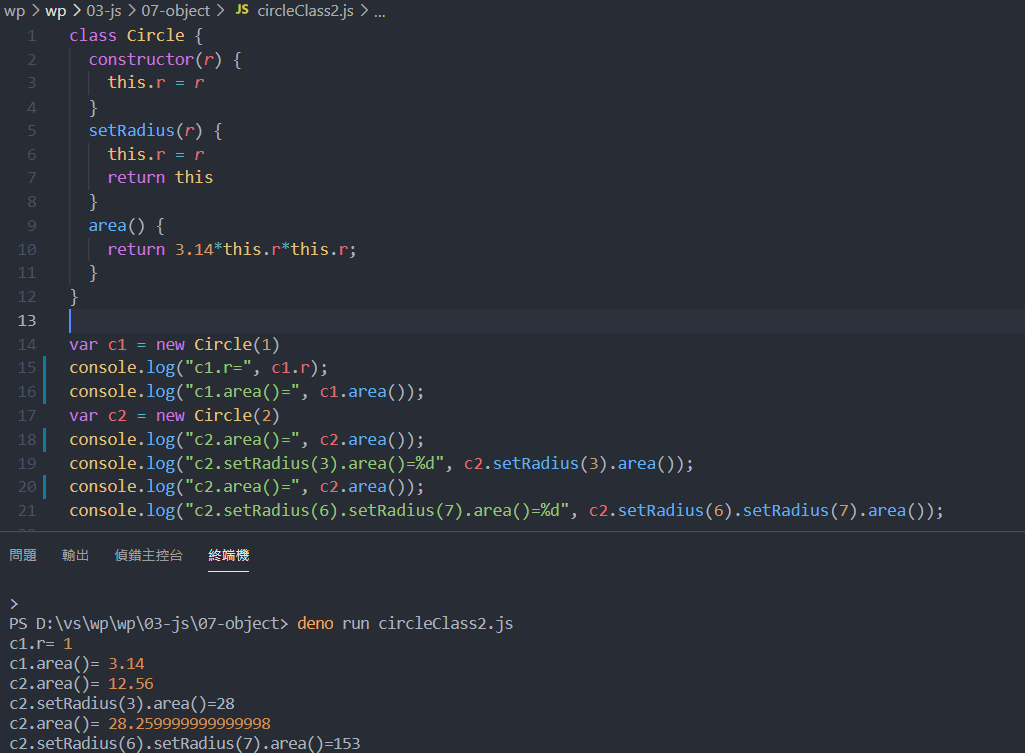 wp > wp > 03-js > 07-object > JS circleClass2.js > ...
1 class Circle {
2 constructor(r) {
3 this.r = r
4 }
5 setRadius(r) {
6 this.r = r
7 return this
8 }
9 area() {
10 return 3.14*this.r*this.r;
11 }
12 }
13
14 var c1 = new Circle(1)
15 console.log("c1.r=", c1.r);
16 console.log("c1.area()=", c1.area());
17 var c2 = new Circle(2)
18 console.log("c2.area()=", c2.area());
19 console.log("c2.setRadius(3).area()=%d", c2.setRadius(3).area());
20 console.log("c2.area()=", c2.area());
21 console.log("c2.setRadius(6).setRadius(7).area()=%d", c2.setRadius(6).setRadius(7).area());
問題 輸出 偵錯主控台 終端機
>
PS D:\vs\wp\wp\03-js\07-object> deno run circleClass2.js
c1.r= 1
c1.area()= 3.14
c2.area()= 12.56
c2.setRadius(3).area()=28
c2.area()= 28.259999999999998
c2.setRadius(6).setRadius(7).area()=153